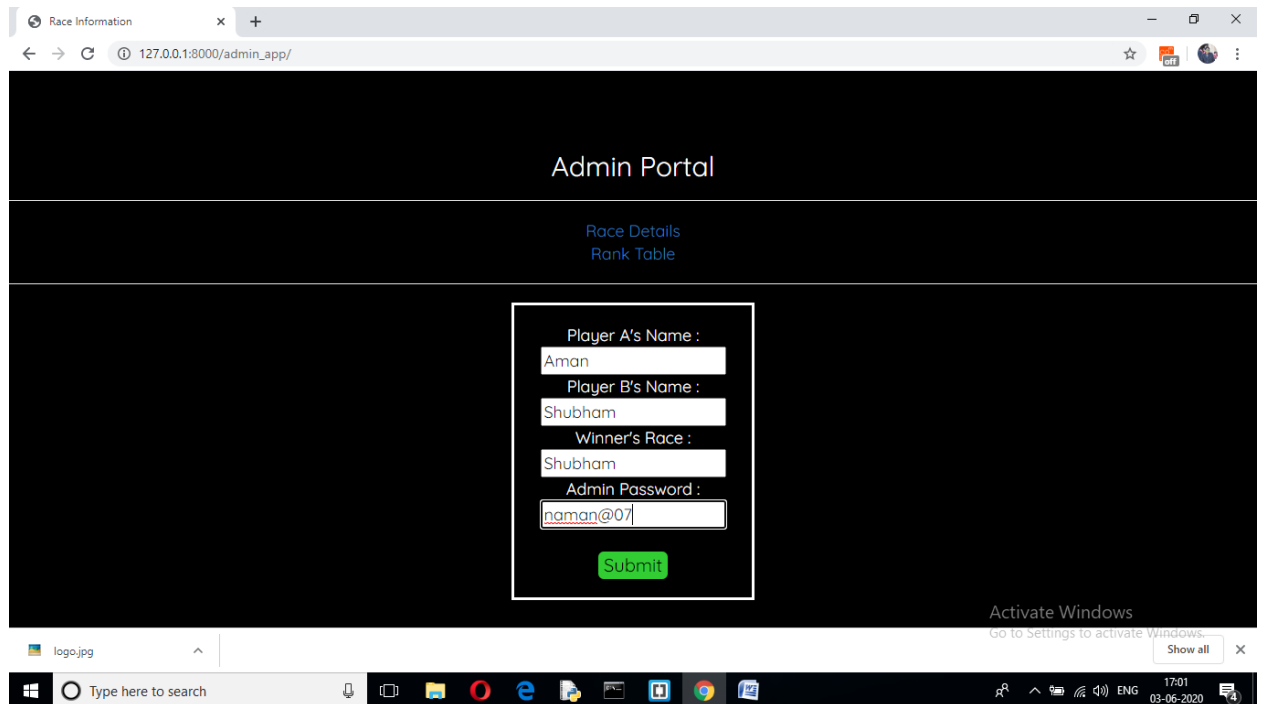 Race Information
127.0.0.1:8000/admin_app/
off
Admin Portal
Race Details
Rank Table
Player A's Name :
Aman
Player B's Name :
Shubham
Winner's Race :
Shubham
Admin Password :
naman@07
Submit
Activate Windows
Go to Settings to activate Windows.
logo.jpg
Show all
Type here to search
ENG
17:01
03-06-2020
4